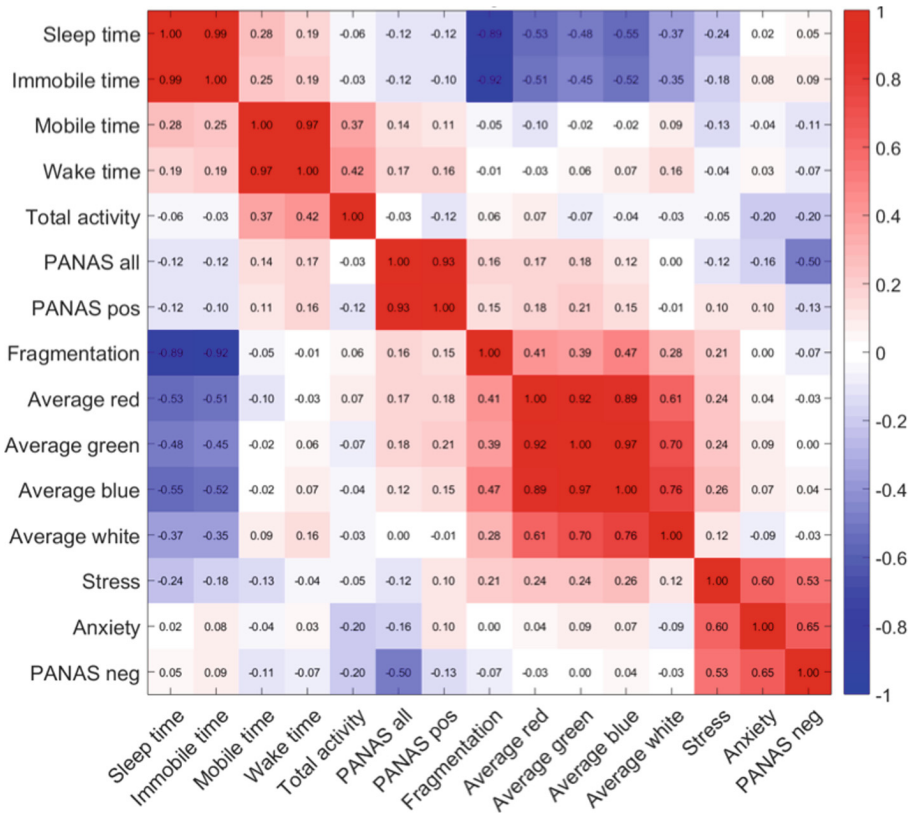 Sleep time 1.00 0.99 0.28 0.19 -0.06 -0.12 -0.12 -0.89 -0.53 -0.48 -0.55 -0.37 -0.24 0.02 0.05
Immobile time 0.99 1.00 0.25 0.19 -0.03 -0.12 -0.10 -0.92 -0.51 -0.45 -0.52 -0.35 -0.18 0.08 0.09
Mobile time 0.28 0.25 1.00 0.97 0.37 0.14 0.11 -0.05 -0.10 -0.02 -0.02 0.09 -0.13 -0.04 -0.11
Wake time 0.19 0.19 0.97 1.00 0.42 0.17 0.16 -0.01 -0.03 0.06 0.07 0.16 -0.04 0.03 -0.07
Total activity -0.06 -0.03 0.37 0.42 1.00 -0.03 -0.12 0.06 0.07 -0.07 -0.04 -0.03 -0.05 -0.20 -0.20
PANAS all -0.12 -0.12 0.14 0.17 -0.03 1.00 0.93 0.16 0.17 0.18 0.12 0.00 -0.12 -0.16 -0.50
PANAS pos -0.12 -0.10 0.11 0.16 -0.12 0.93 1.00 0.15 0.18 0.21 0.15 -0.01 0.10 0.10 -0.13
Fragmentation -0.89 -0.92 -0.05 -0.01 0.06 0.16 0.15 1.00 0.41 0.39 0.47 0.28 0.21 0.00 -0.07
Average red -0.53 -0.51 -0.10 -0.03 0.07 0.17 0.18 0.41 1.00 0.92 0.89 0.61 0.24 0.04 -0.03
Average green -0.48 -0.45 -0.02 0.06 -0.07 0.18 0.21 0.39 0.92 1.00 0.97 0.70 0.24 0.09 0.00
Average blue -0.55 -0.52 -0.02 0.07 -0.04 0.12 0.15 0.47 0.89 0.97 1.00 0.76 0.26 0.07 0.04
Average white -0.37 -0.35 0.09 0.16 -0.03 0.00 -0.01 0.28 0.61 0.70 0.76 1.00 0.12 -0.09 -0.03
Stress -0.24 -0.18 -0.13 -0.04 -0.05 -0.12 0.10 0.21 0.24 0.24 0.26 0.12 1.00 0.60 0.53
Anxiety 0.02 0.08 -0.04 0.03 -0.20 -0.16 0.10 0.00 0.04 0.09 0.07 -0.09 0.60 1.00 0.65
PANAS neg 0.05 0.09 -0.11 -0.07 -0.20 -0.50 -0.13 -0.07 -0.03 0.00 0.04 -0.03 0.53 0.65 1.00
Sleep time
Immobile time
Mobile time
Wake time
Total activity
PANAS all
PANAS pos
Fragmentation
Average red
Average green
Average blue
Average white
Stress
Anxiety
PANAS neg
1
0.8
0.6
0.4
0.2
0
-0.2
-0.4
-0.6
-0.8
-1